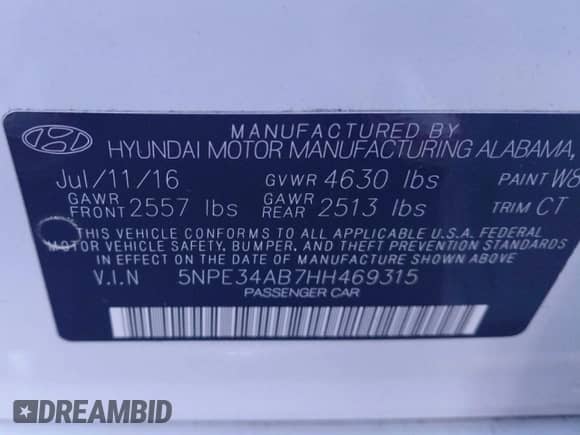 MANUFACTURED BY
HYUNDAI MOTOR MANUFACTURING ALABAMA,
Jul/11/16 GVWR 4630 lbs PAINT W8
GAWR FRONT 2557 lbs GAWR REAR 2513 lbs TRIM CT
THIS VEHICLE CONFORMS TO ALL APPLICABLE U.S.A. FEDERAL
MOTOR VEHICLE SAFETY, BUMPER, AND THEFT PREVENTION STANDARDS
IN EFFECT ON THE DATE OF MANUFACTURE SHOWN ABOVE
V.I.N 5NPE34AB7HH469315
PASSENGER CAR
DREAMBID